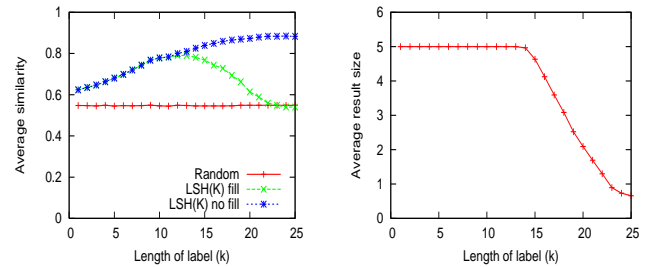 Average similarity
1
0.8
0.6
0.4
0.2
0
Random
LSH(K) fill
LSH(K) no fill
0 5 10 15 20 25
Length of label (k)
Average result size
6
5
4
3
2
1
0
0 5 10 15 20 25
Length of label (k)